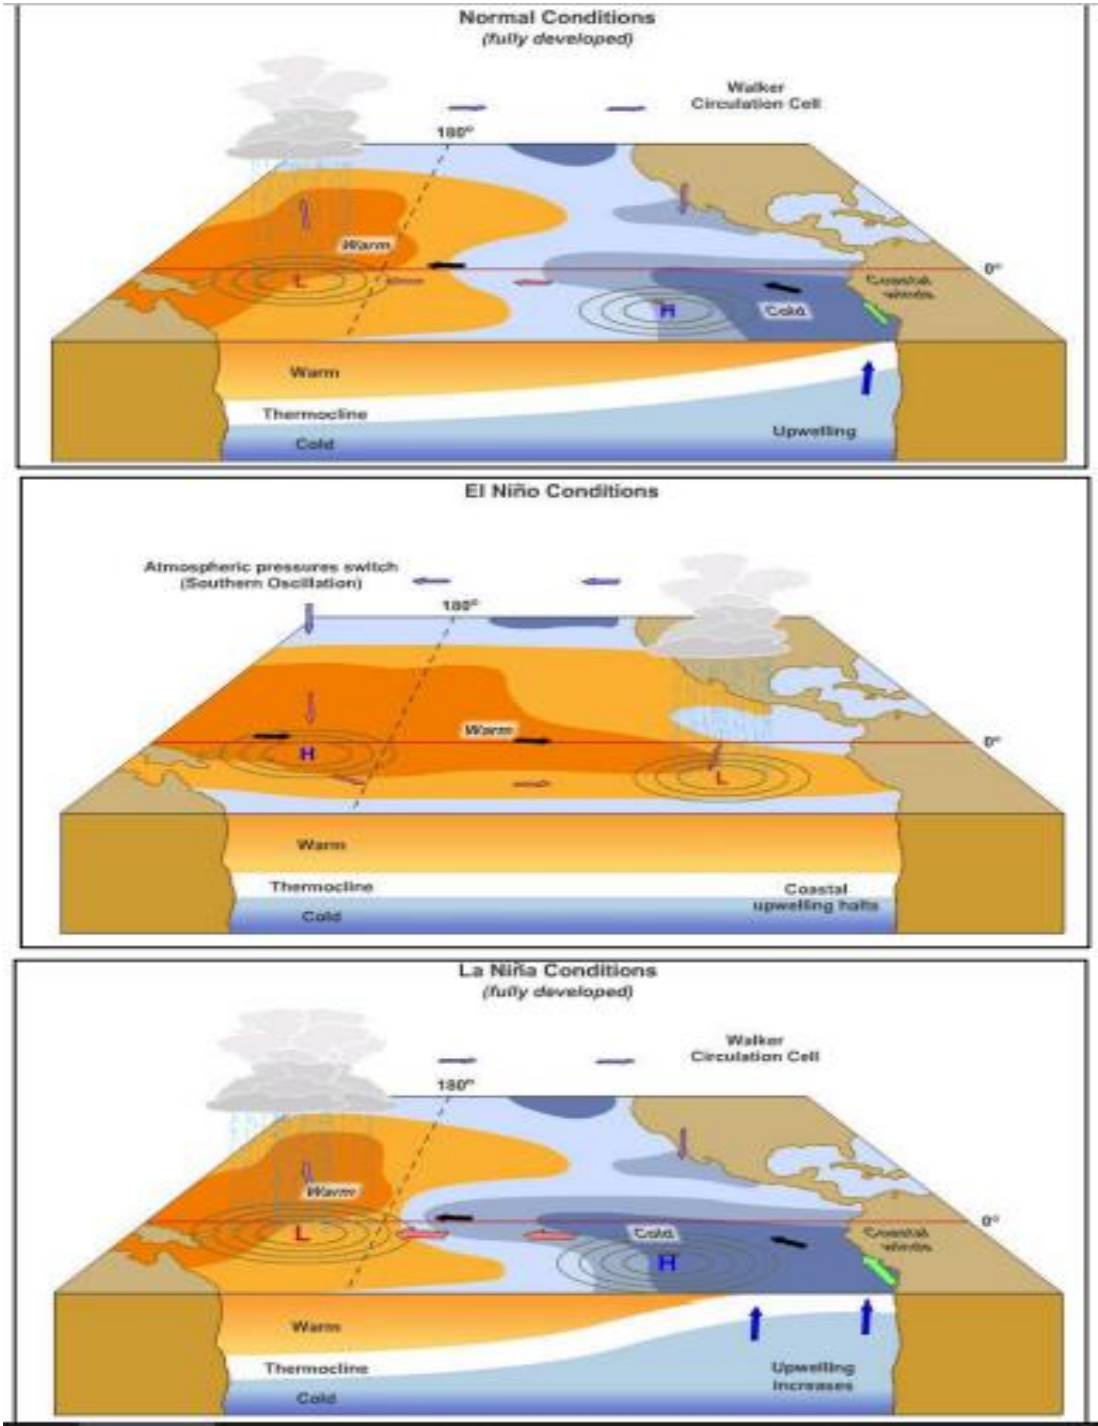 Normal Conditions
(fully developed)
Walker
Circulation Cell
180°
Warm
0°
L
Coastal
winds
H
Cold
Warm
Thermocline
Upwelling
Cold
El Niño Conditions
Atmospheric pressures switch
(Southern Oscillation)
180°
Warm
0°
H
L
Warm
Thermocline
Coastal
upwelling halts
Cold
La Niña Conditions
(fully developed)
Walker
Circulation Cell
180°
Warm
0°
L
Cold
Coastal
winds
H
Warm
Thermocline
Upwelling
increases
Cold